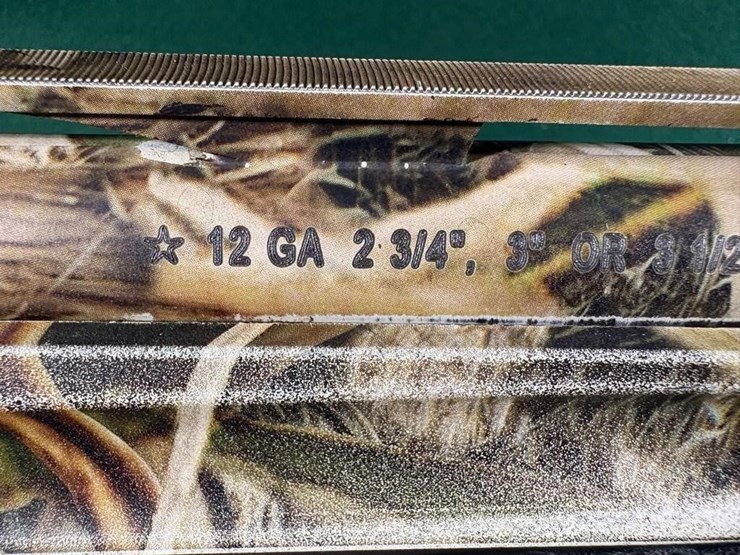 ☆ 12 GA 2 3/4", 3" OR 3 1/2